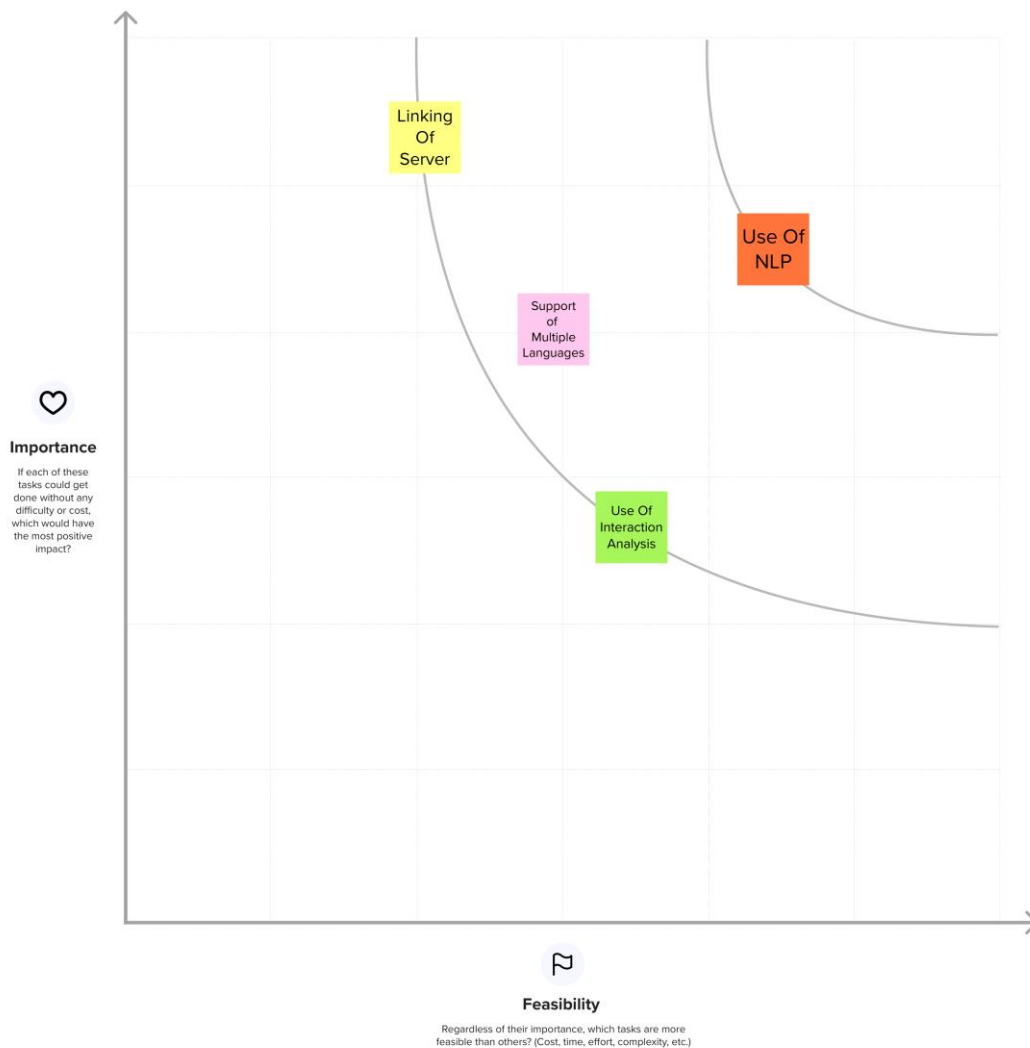 Linking
Of
Server
Use Of
NLP
Support
of
Multiple
Languages
Importance
If each of these
tasks could get
done without any
difficulty or cost,
which would have
the most positive
impact?
Use Of
Interaction
Analysis
Feasibility
Regardless of their importance, which tasks are more
feasible than others? (Cost, time, effort, complexity, etc.)